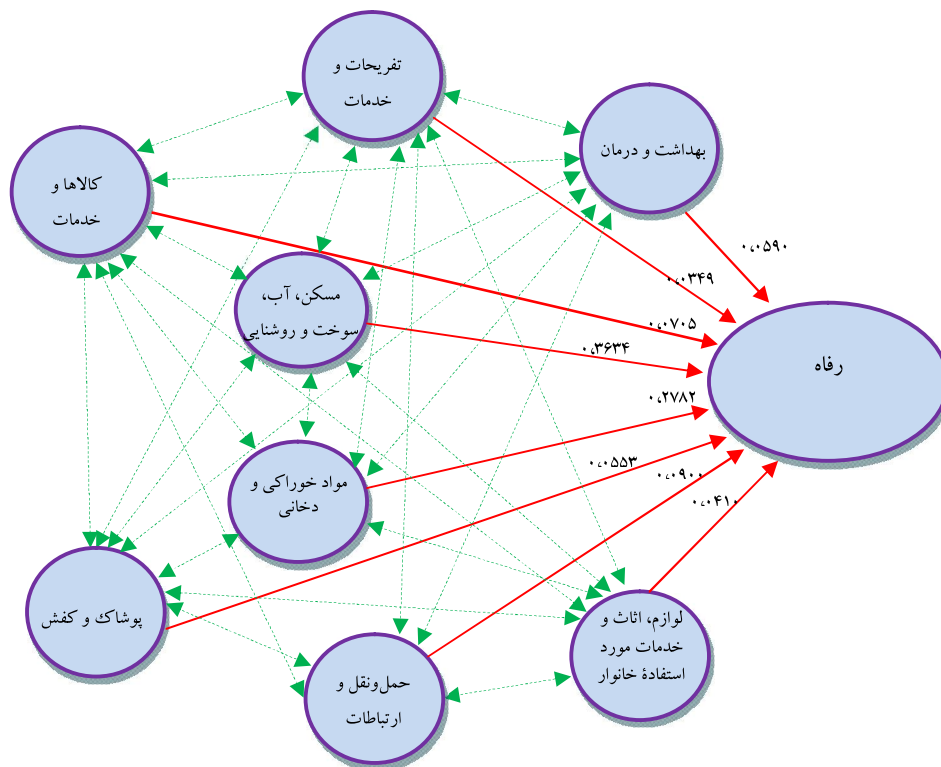 تفریحات و
خدمات
بهداشت و درمان
کالاها و
خدمات
۰،۰۵۹۰
۰،۰۳۴۹
مسکن، آب،
سوخت و روشنایی
۰،۰۷۰۵
۰،۳۶۳۴
رفاه
۰،۲۷۸۲
۰،۰۵۵۳
۰،۰۹۰۰
۰،۰۴۱۰
مواد خوراکی و
دخانی
پوشاک و کفش
لوازم، اثاث و
خدمات مورد
استفادۀ خانوار
حمل‌ونقل و
ارتباطات